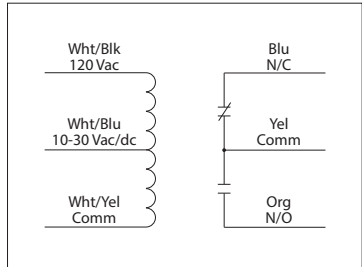 Wht/Blk
120 Vac
Wht/Blu
10-30 Vac/dc
Wht/Yel
Comm
Blu
N/C
Yel
Comm
Org
N/O